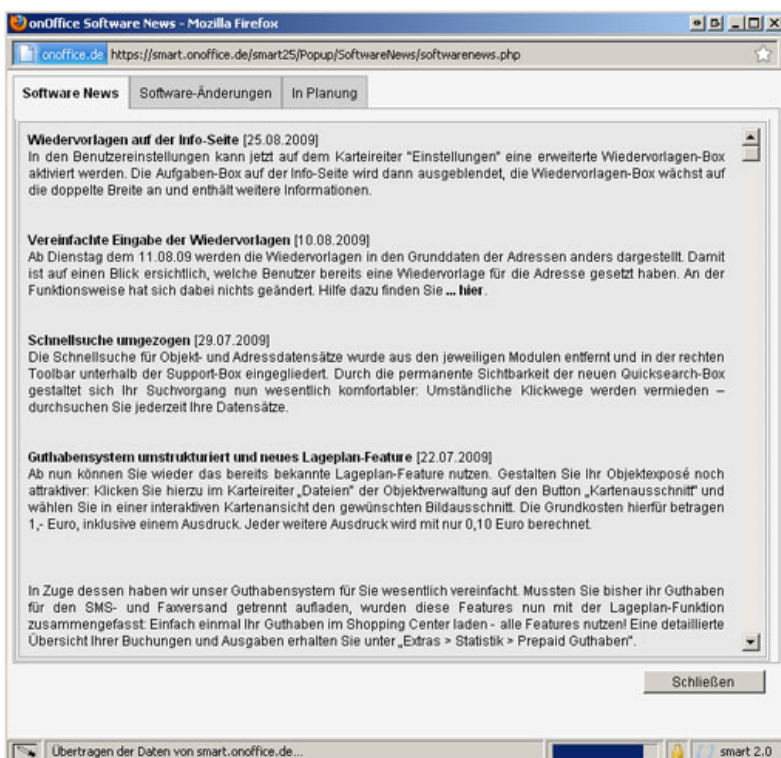 onOffice Software News - Mozilla Firefox
onoffice.de https://smart.onoffice.de/smart25/Popup/SoftwareNews/softwarenews.php
Software News Software-Änderungen In Planung
Wiedervorlagen auf der Info-Seite [25.08.2009]
In den Benutzereinstellungen kann jetzt auf dem Karteireiter "Einstellungen" eine erweiterte Wiedervorlagen-Box
aktiviert werden. Die Aufgaben-Box auf der Info-Seite wird dann ausgeblendet, die Wiedervorlagen-Box wächst auf
die doppelte Breite an und enthält weitere Informationen.
Vereinfachte Eingabe der Wiedervorlagen [10.08.2009]
Ab Dienstag dem 11.08.09 werden die Wiedervorlagen in den Grunddaten der Adressen anders dargestellt. Damit
ist auf einen Blick ersichtlich, welche Benutzer bereits eine Wiedervorlage für die Adresse gesetzt haben. An der
Funktionsweise hat sich dabei nichts geändert. Hilfe dazu finden Sie ... hier.
Schnellsuche umgezogen [29.07.2009]
Die Schnellsuche für Objekt- und Adressdatensätze wurde aus den jeweiligen Modulen entfernt und in der rechten
Toolbar unterhalb der Support-Box eingegliedert. Durch die permanente Sichtbarkeit der neuen Quicksearch-Box
gestaltet sich Ihr Suchvorgang nun wesentlich komfortabler: Umständliche Klickwege werden vermieden –
durchsuchen Sie jederzeit Ihre Datensätze.
Guthabensystem umstrukturiert und neues Lageplan-Feature [22.07.2009]
Ab nun können Sie wieder das bereits bekannte Lageplan-Feature nutzen. Gestalten Sie Ihr Objektexposé noch
attraktiver: Klicken Sie hierzu im Karteireiter „Dateien" der Objektverwaltung auf den Button „Kartenausschnitt" und
wählen Sie in einer interaktiven Kartenansicht den gewünschten Bildausschnitt. Die Grundkosten hierfür betragen
1,- Euro, inklusive einem Ausdruck. Jeder weitere Ausdruck wird mit nur 0,10 Euro berechnet.
In Zuge dessen haben wir unser Guthabensystem für Sie wesentlich vereinfacht. Mussten Sie bisher ihr Guthaben
für den SMS- und Faxversand getrennt aufladen, wurden diese Features nun mit der Lageplan-Funktion
zusammengefasst: Einfach einmal Ihr Guthaben im Shopping Center laden - alle Features nutzen! Eine detaillierte
Übersicht Ihrer Buchungen und Ausgaben erhalten Sie unter „Extras > Statistik > Prepaid Guthaben".
Schließen
Übertragen der Daten von smart.onoffice.de... smart 2.0